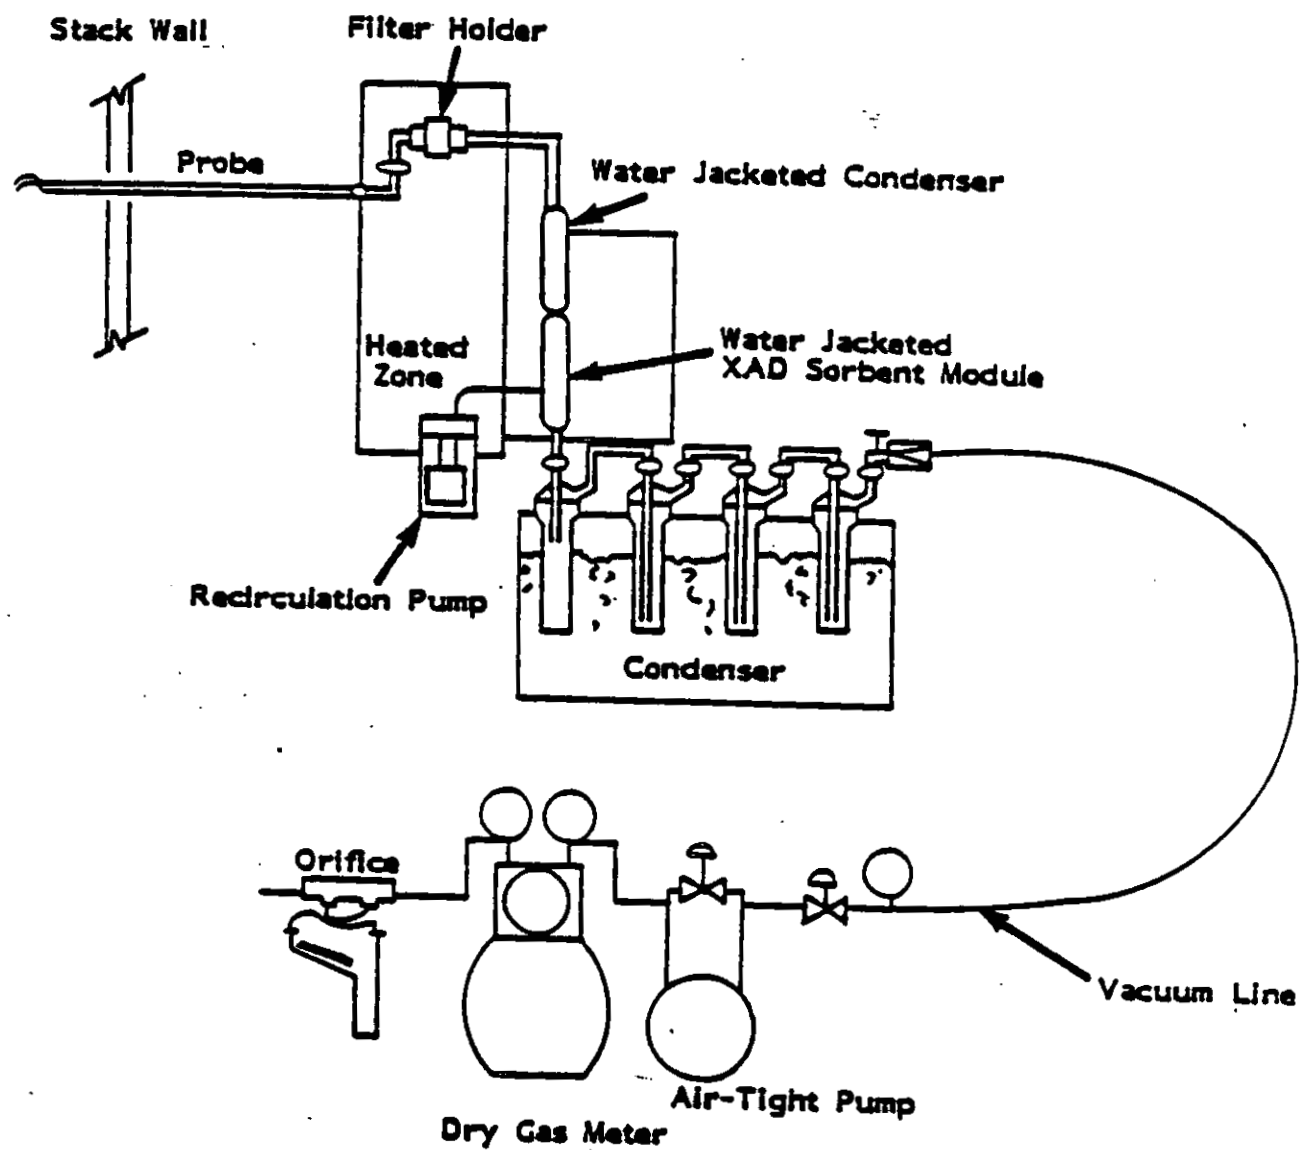 Stack Wall
Filter Holder
Probe
Water Jacketed Condenser
Heated
Zone
Water Jacketed
XAD Sorbent Module
Recirculation Pump
Condenser
Orifice
Vacuum Line
Air-Tight Pump
Dry Gas Meter